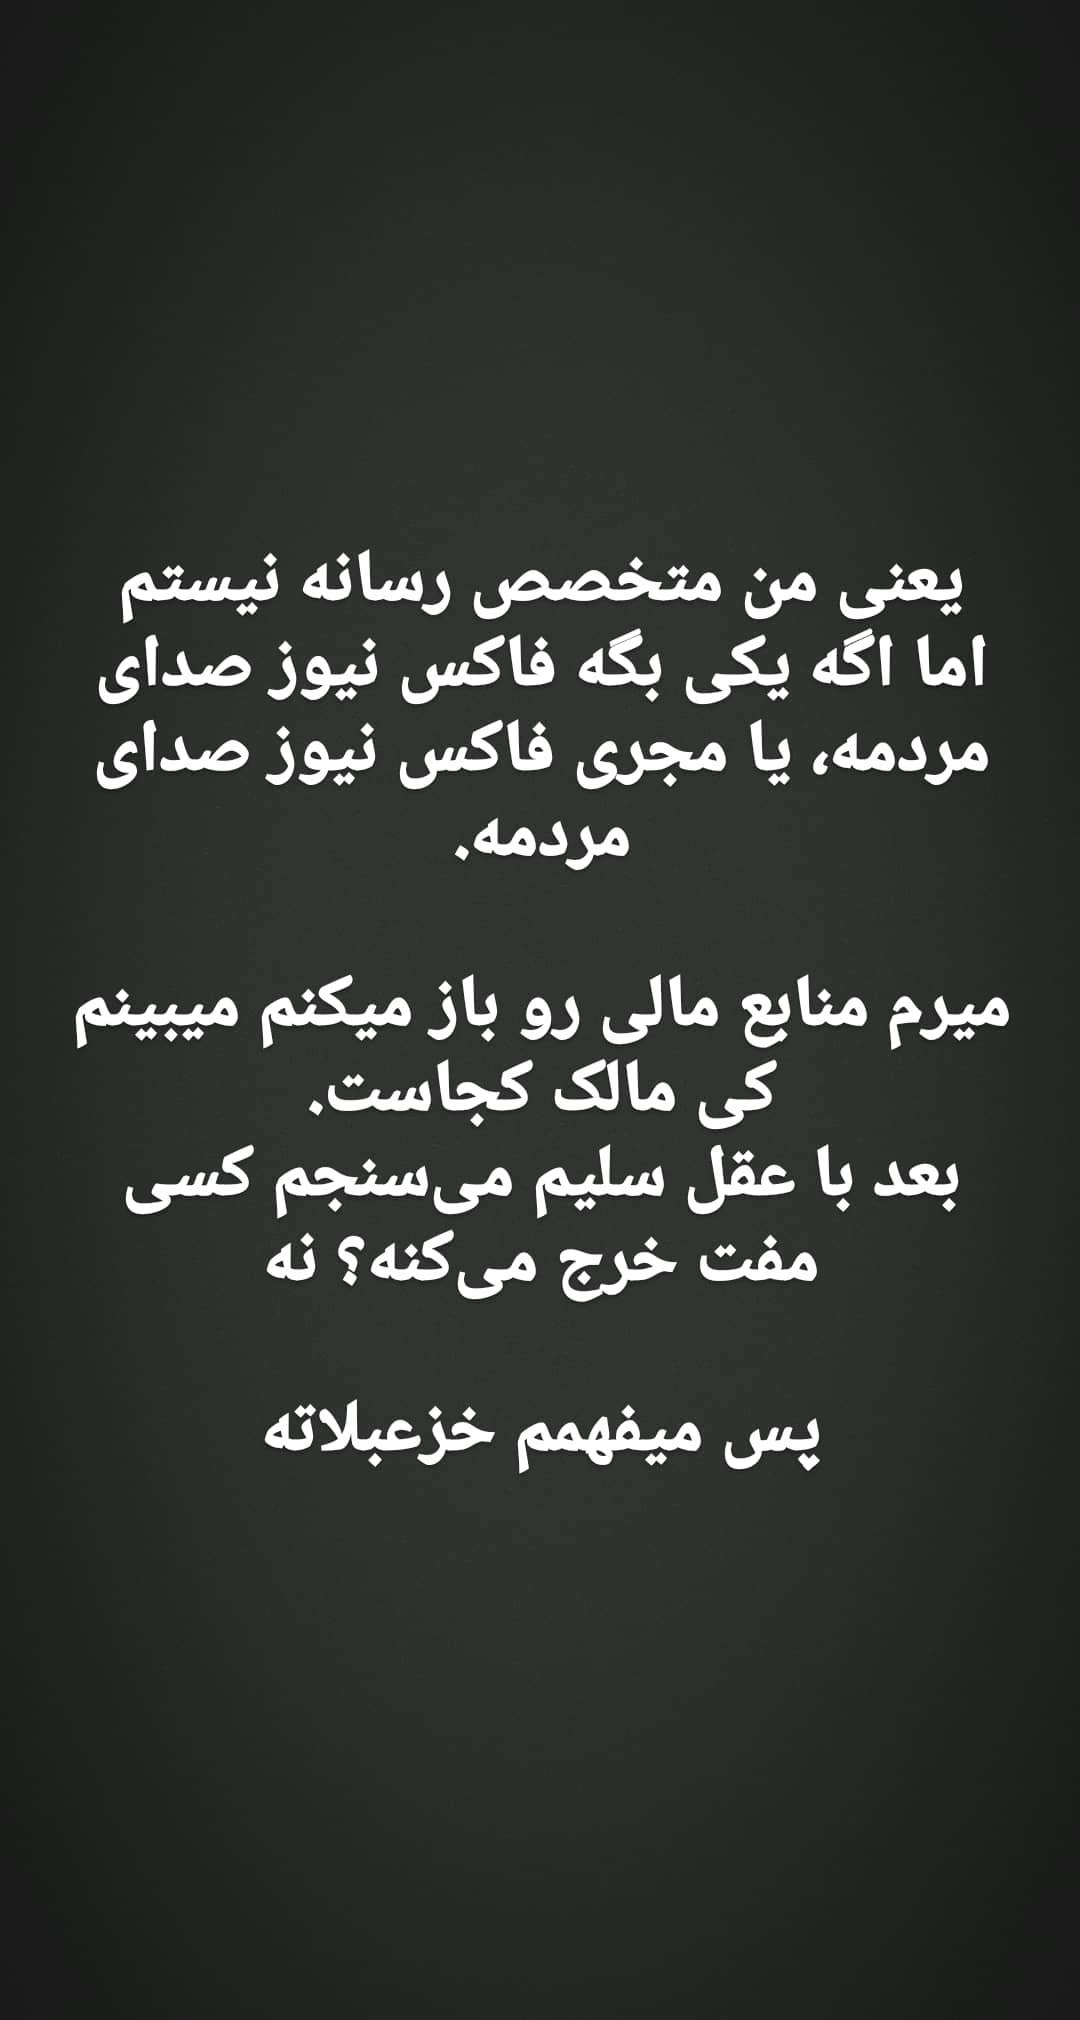 یعنی من متخصص رسانه نیستم
اما اگه یکی بگه فاکس نیوز صدای
مردمه، یا مجری فاکس نیوز صدای
مردمه.
میرم منابع مالی رو باز میکنم میبینم
کی مالک کجاست.
بعد با عقل سلیم می‌سنجم کسی
مفت خرج می‌کنه؟ نه
پس میفهمم خزعبلاته